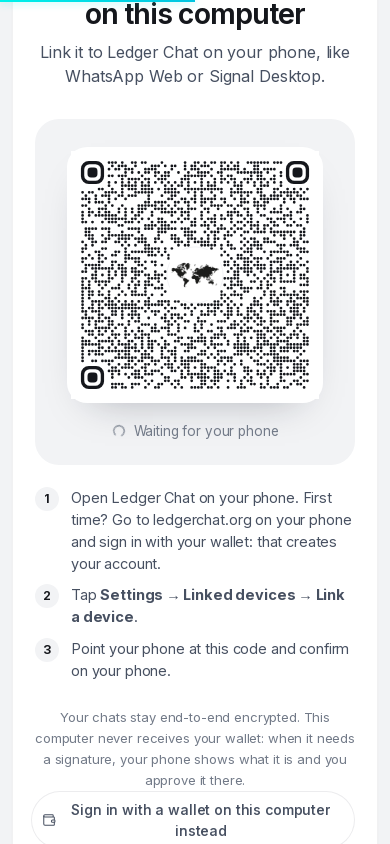 on this computer
Link it to Ledger Chat on your phone, like
WhatsApp Web or Signal Desktop.
Waiting for your phone
1 Open Ledger Chat on your phone. First
time? Go to ledgerchat.org on your phone
and sign in with your wallet: that creates
your account.
2 Tap Settings → Linked devices → Link
a device.
3 Point your phone at this code and confirm
on your phone.
Your chats stay end-to-end encrypted. This
computer never receives your wallet: when it needs
a signature, your phone shows what it is and you
approve it there.
Sign in with a wallet on this computer
instead